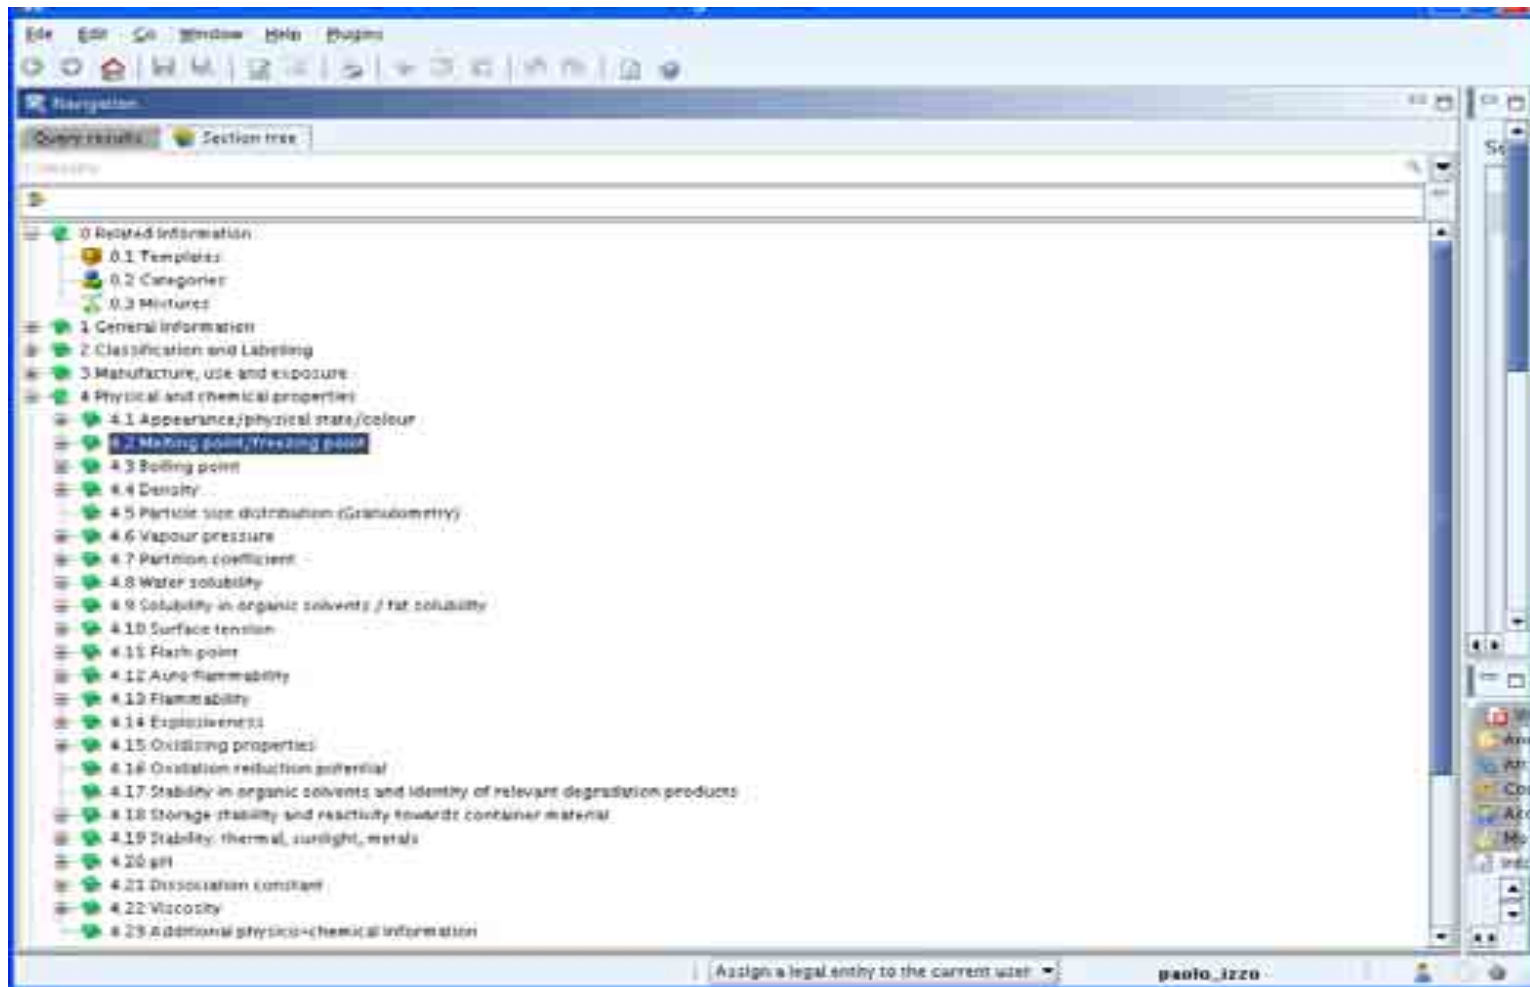 File Edit Go Window Help Plugins
Navigation
Query results Section tree
0 Related information
0.1 Templates
0.2 Categories
0.3 Mixtures
1 General information
2 Classification and Labelling
3 Manufacture, use and exposure
4 Physical and chemical properties
4.1 Appearance/physical state/colour
4.2 Melting point/freezing point
4.3 Boiling point
4.4 Density
4.5 Particle size distribution (Granulometry)
4.6 Vapour pressure
4.7 Partition coefficient
4.8 Water solubility
4.9 Solubility in organic solvents / fat solubility
4.10 Surface tension
4.11 Flash point
4.12 Auto flammability
4.13 Flammability
4.14 Explosiveness
4.15 Oxidising properties
4.16 Oxidation reduction potential
4.17 Stability in organic solvents and identity of relevant degradation products
4.18 Storage stability and reactivity towards container material
4.19 Stability: thermal, sunlight, metals
4.20 pH
4.21 Dissociation constant
4.22 Viscosity
4.23 Additional physico-chemical information
Assign a legal entity to the current user paolo_izzo